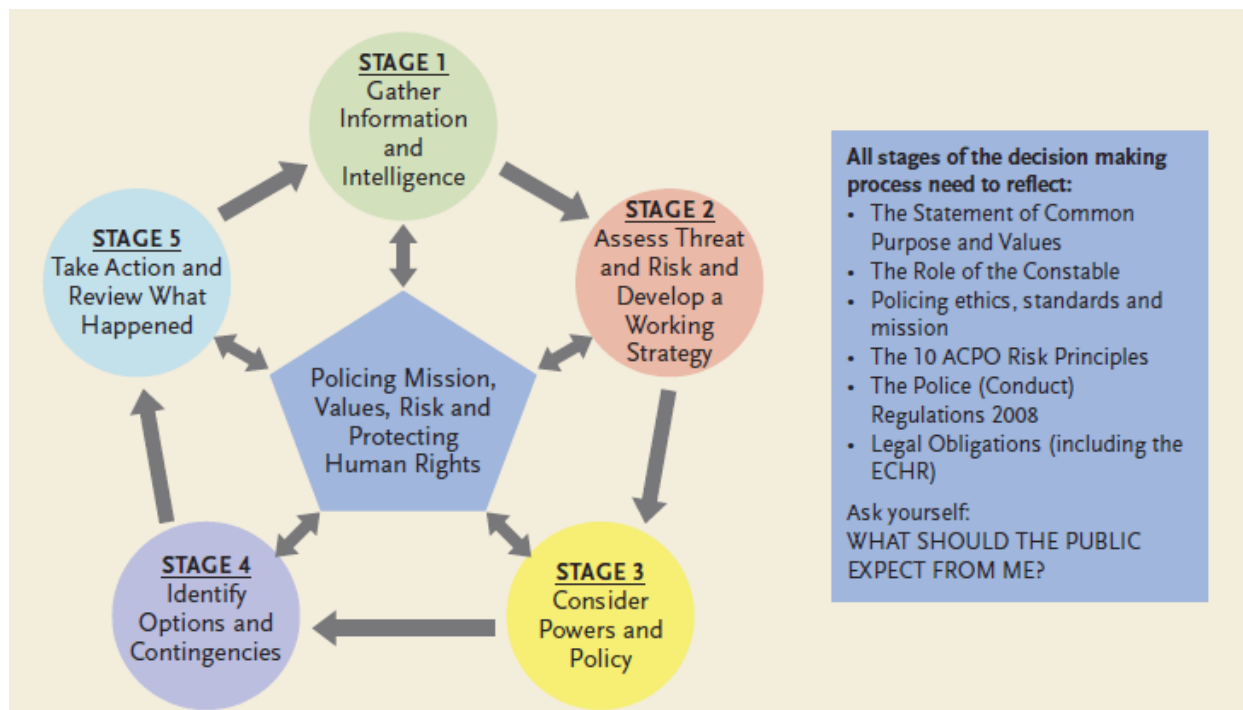 STAGE 1
Gather
Information
and
Intelligence
STAGE 2
Assess Threat
and Risk and
Develop a
Working
Strategy
STAGE 3
Consider
Powers and
Policy
STAGE 4
Identify
Options and
Contingencies
STAGE 5
Take Action and
Review What
Happened
Policing Mission,
Values, Risk and
Protecting
Human Rights
All stages of the decision making
process need to reflect:
• The Statement of Common
Purpose and Values
• The Role of the Constable
• Policing ethics, standards and
mission
• The 10 ACPO Risk Principles
• The Police (Conduct)
Regulations 2008
• Legal Obligations (including the
ECHR)
Ask yourself:
WHAT SHOULD THE PUBLIC
EXPECT FROM ME?